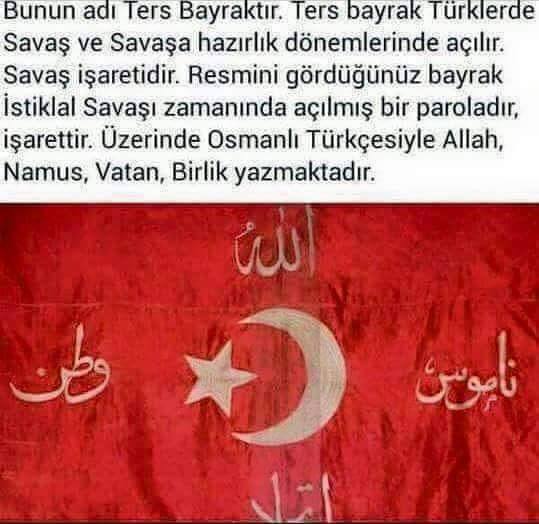 Bunun adı Ters Bayraktır. Ters bayrak Türklerde
Savaş ve Savaşa hazırlık dönemlerinde açılır.
Savaş işaretidir. Resmini gördüğünüz bayrak
İstiklal Savaşı zamanında açılmış bir paroladır,
işarettir. Üzerinde Osmanlı Türkçesiyle Allah,
Namus, Vatan, Birlik yazmaktadır.
الله
ناموس
وطن